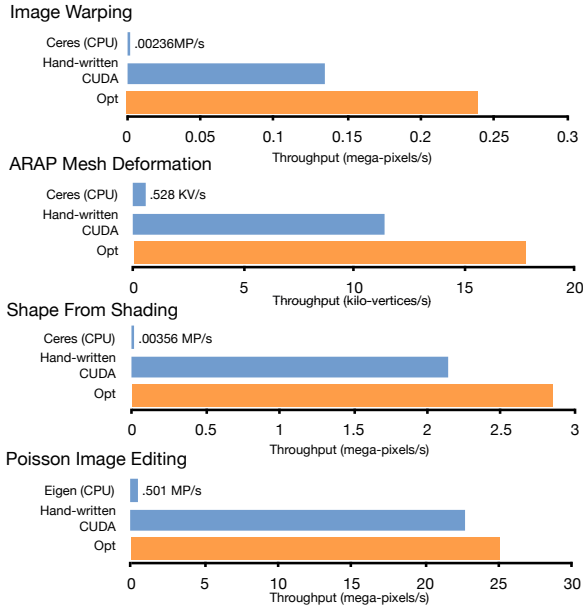 Image Warping
Ceres (CPU) .00236MP/s
Hand-written
CUDA
Opt
0 0.05 0.1 0.15 0.2 0.25 0.3
Throughput (mega-pixels/s)
ARAP Mesh Deformation
Ceres (CPU) .528 KV/s
Hand-written
CUDA
Opt
0 5 10 15 20
Throughput (kilo-vertices/s)
Shape From Shading
Ceres (CPU) .00356 MP/s
Hand-written
CUDA
Opt
0 0.5 1 1.5 2 2.5 3
Throughput (mega-pixels/s)
Poisson Image Editing
Eigen (CPU) .501 MP/s
Hand-written
CUDA
Opt
0 5 10 15 20 25 30
Throughput (mega-pixels/s)